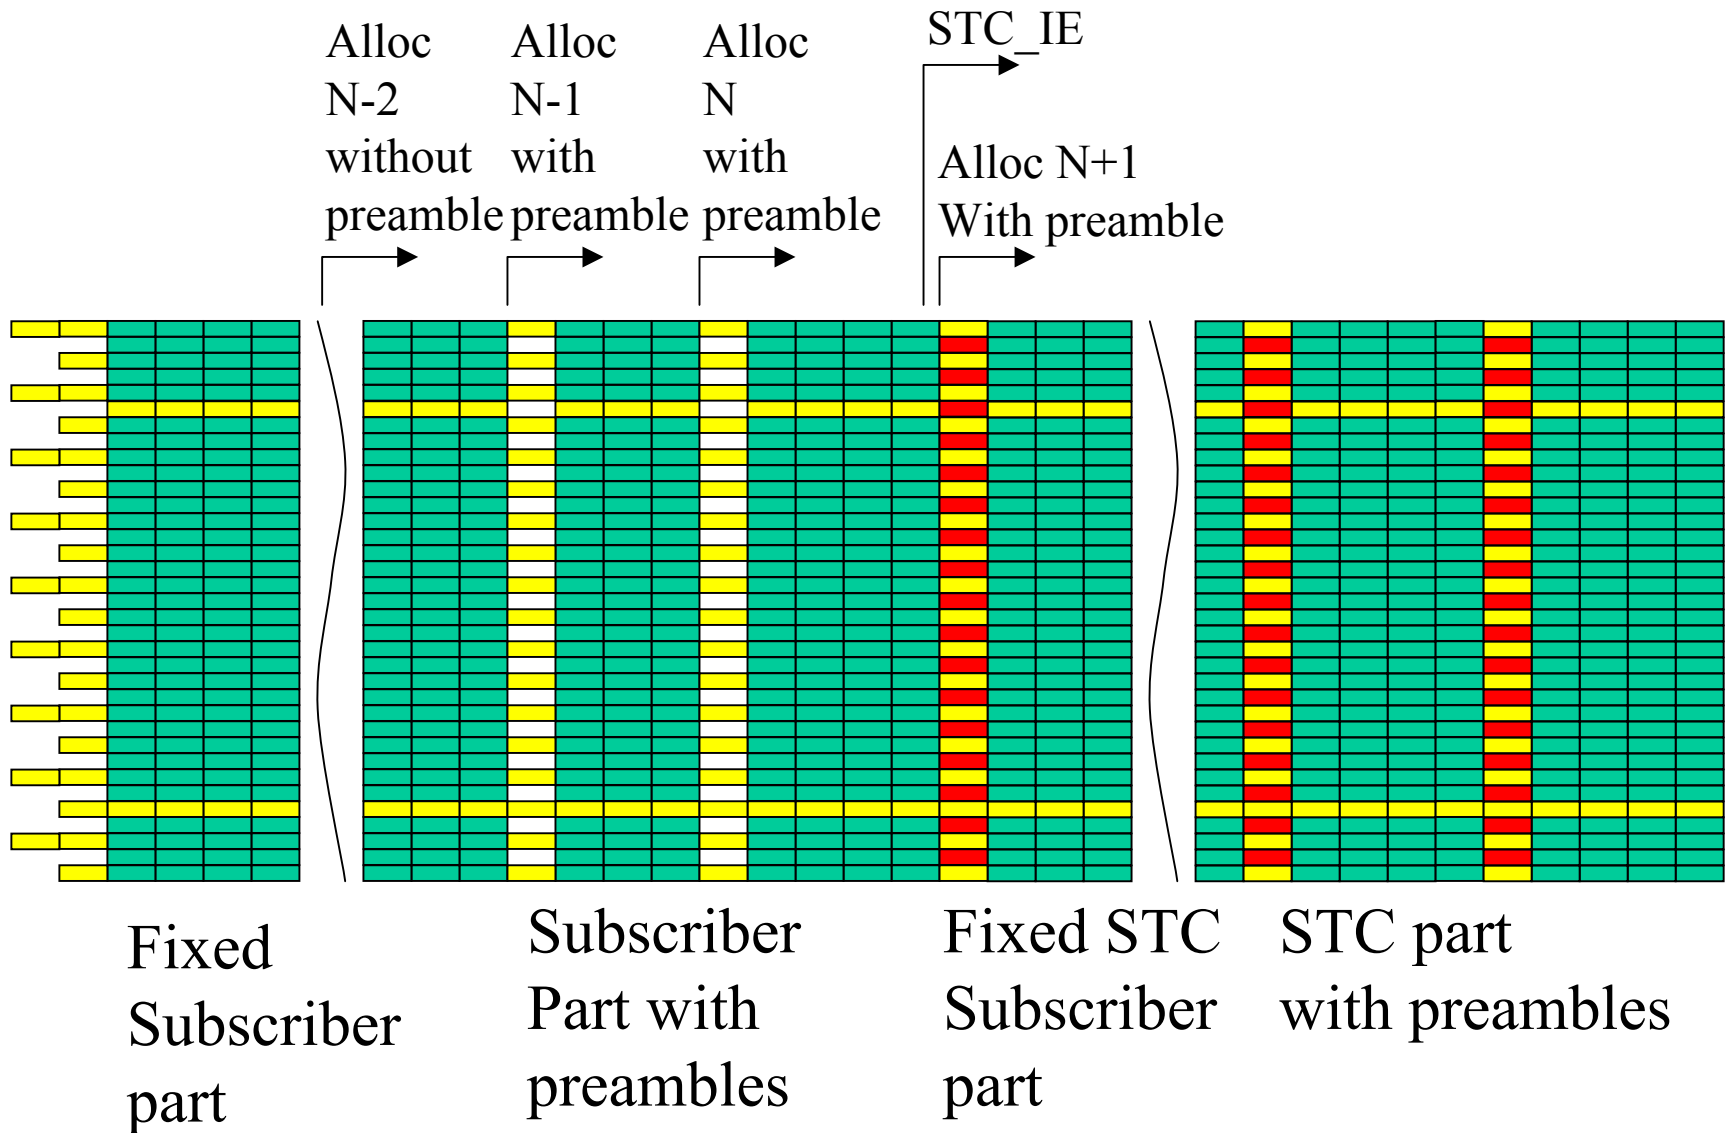 Alloc
N-2
without
preamble
Alloc
N-1
with
preamble
Alloc
N
with
preamble
STC_IE
Alloc N+1
With preamble
Fixed
Subscriber
part
Subscriber
Part with
preambles
Fixed STC
Subscriber
part
STC part
with preambles